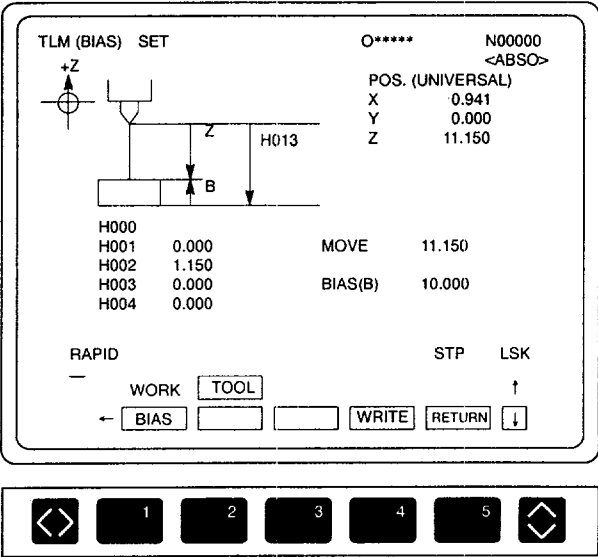 TLM (BIAS) SET O***** N00000
<ABSO>
+Z
POS. (UNIVERSAL)
X 0.941
Y 0.000
Z 11.150
Z H013
B
H000
H001 0.000 MOVE 11.150
H002 1.150
H003 0.000 BIAS(B) 10.000
H004 0.000
RAPID STP LSK
WORK TOOL ↑
← BIAS WRITE RETURN ↓
1 2 3 4 5